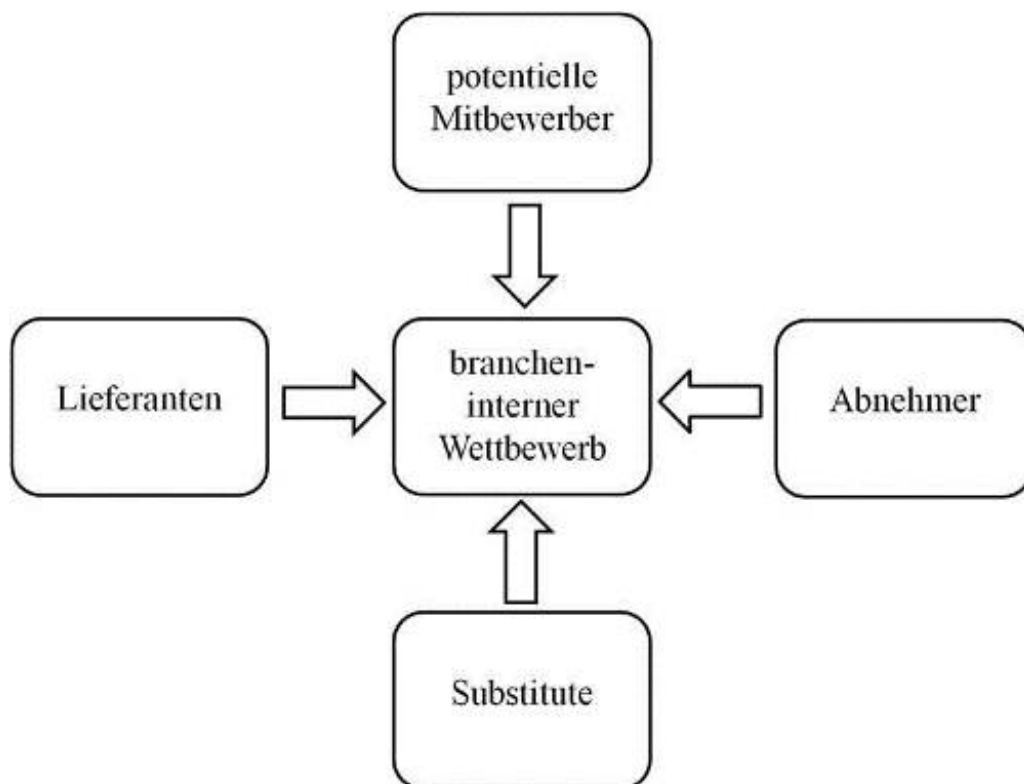 potentielle
Mitbewerber
Lieferanten
branchen-
interner
Wettbewerb
Abnehmer
Substitute